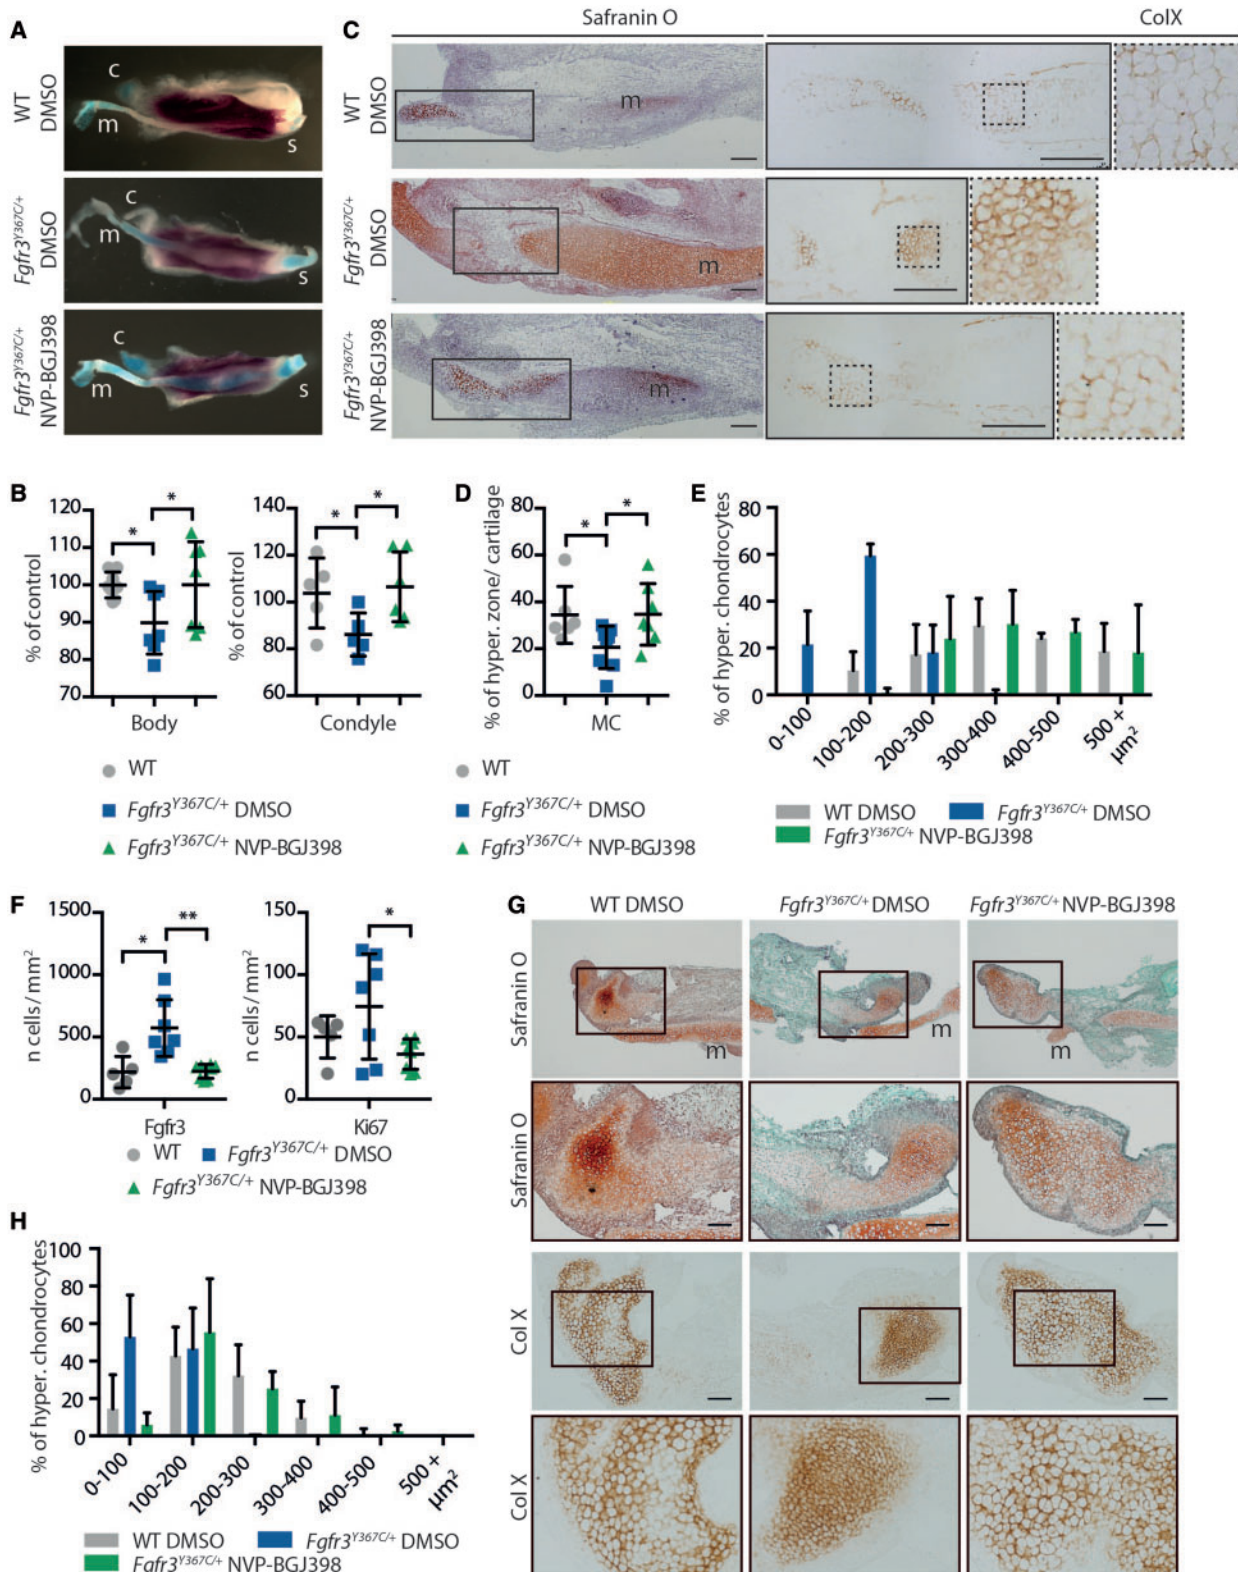 A
WT
DMSO
c
m
s
Fgfr3Y367C/+
DMSO
c
m
s
Fgfr3Y367C/+
NVP-BGJ398
c
m
s
C
Safranin O
ColX
WT
DMSO
m
Fgfr3Y367C/+
DMSO
m
Fgfr3Y367C/+
NVP-BGJ398
m
B
% of control
120
110
100
90
80
70
*
*
Body
% of control
140
120
100
80
60
*
*
Condyle
WT
Fgfr3Y367C/+ DMSO
Fgfr3Y367C/+ NVP-BGJ398
D
% of hyper. zone/ cartilage
80
60
40
20
0
*
*
MC
WT
Fgfr3Y367C/+ DMSO
Fgfr3Y367C/+ NVP-BGJ398
E
% of hyper. chondrocytes
80
60
40
20
0
0-100
100-200
200-300
300-400
400-500
500 +
µm2
WT DMSO
Fgfr3Y367C/+ DMSO
Fgfr3Y367C/+ NVP-BGJ398
F
n cells/ mm2
1500
1000
500
0
*
**
Fgfr3
n cells/ mm2
150
100
50
0
*
Ki67
WT
Fgfr3Y367C/+ DMSO
Fgfr3Y367C/+ NVP-BGJ398
G
WT DMSO
Fgfr3Y367C/+ DMSO
Fgfr3Y367C/+ NVP-BGJ398
Safranin O
m
m
m
Safranin O
Col X
Col X
H
% of hyper. chondrocytes
100
80
60
40
20
0
0-100
100-200
200-300
300-400
400-500
500 +
µm2
WT DMSO
Fgfr3Y367C/+ DMSO
Fgfr3Y367C/+ NVP-BGJ398